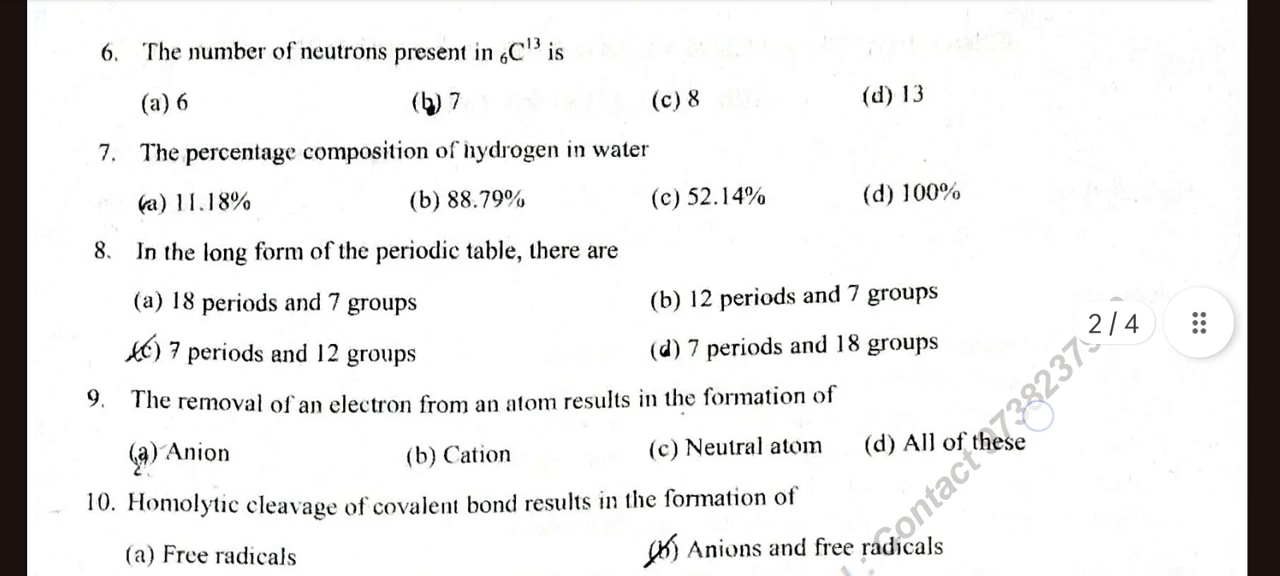 6. The number of neutrons present in ₆C¹³ is
(a) 6 (b) 7 (c) 8 (d) 13
7. The percentage composition of hydrogen in water
(a) 11.18% (b) 88.79% (c) 52.14% (d) 100%
8. In the long form of the periodic table, there are
(a) 18 periods and 7 groups (b) 12 periods and 7 groups
2 / 4
(c) 7 periods and 12 groups (d) 7 periods and 18 groups
9. The removal of an electron from an atom results in the formation of
(a) Anion (b) Cation (c) Neutral atom (d) All of these
10. Homolytic cleavage of covalent bond results in the formation of
(a) Free radicals (b) Anions and free radicals
: Contact